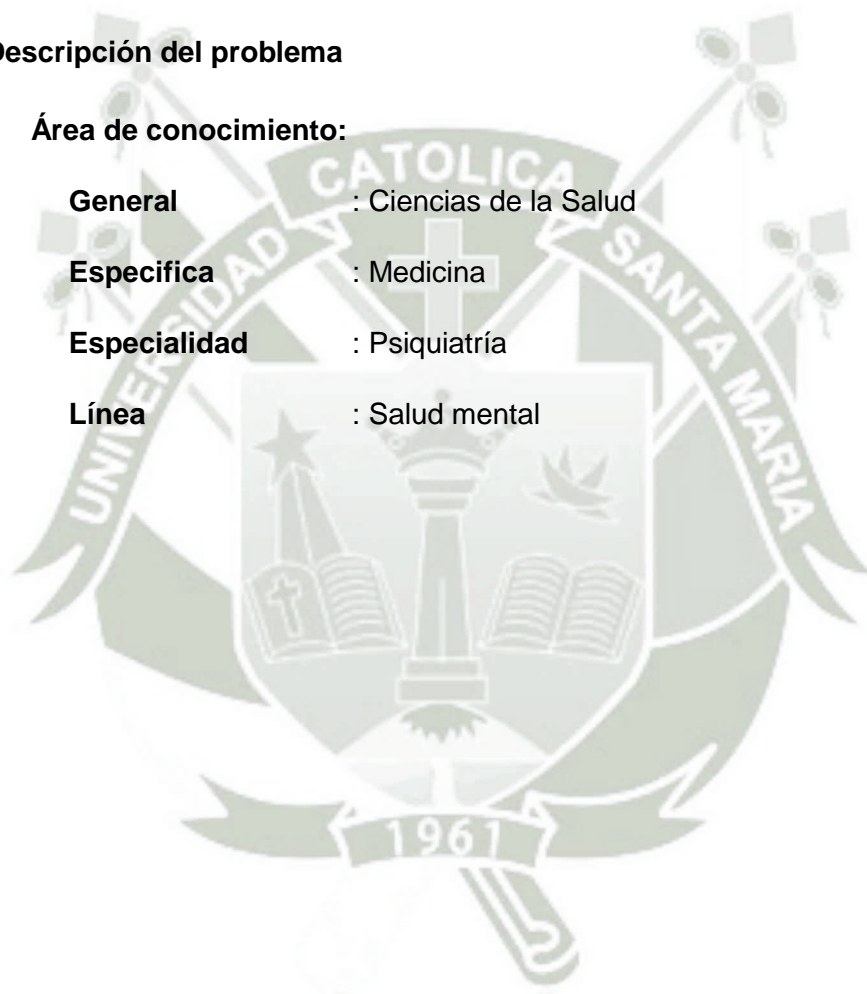 Descripción del problema
Área de conocimiento:
General : Ciencias de la Salud
Especifica : Medicina
Especialidad : Psiquiatría
Línea : Salud mental
UNIVERSIDAD CATOLICA SANTA MARIA
1961